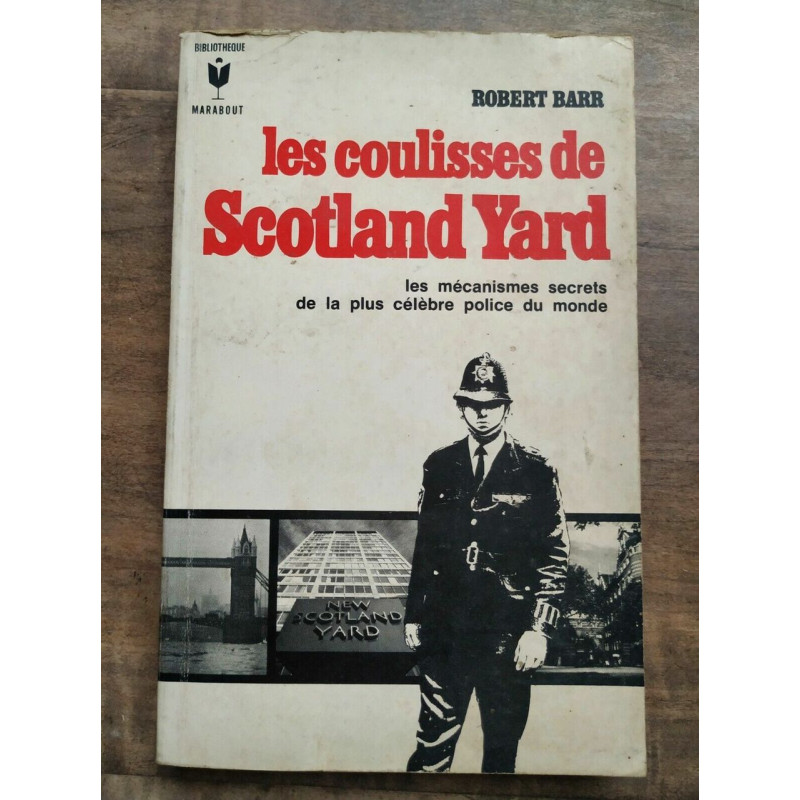 BIBLIOTHEQUE
MARABOUT
ROBERT BARR
les coulisses de
Scotland Yard
les mécanismes secrets
de la plus célèbre police du monde
NEW
SCOTLAND
YARD